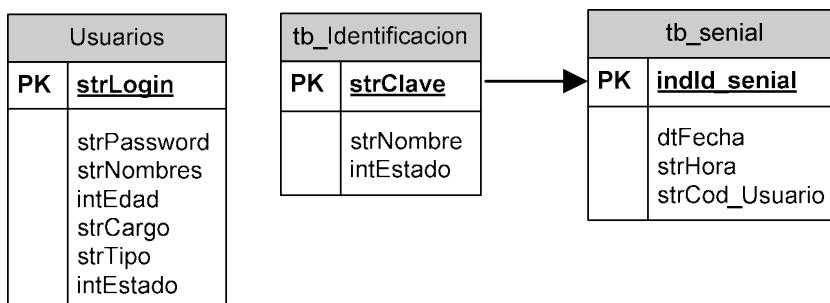 Usuarios
PK strLogin
strPassword
strNombres
intEdad
strCargo
strTipo
intEstado
tb_Identificacion
PK strClave
strNombre
intEstado
tb_senial
PK indId_senial
dtFecha
strHora
strCod_Usuario